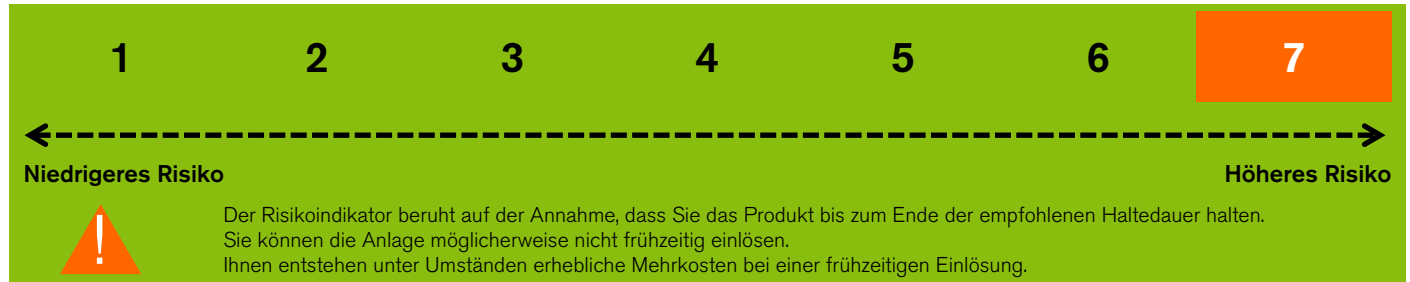 1 2 3 4 5 6 7
Niedrigeres Risiko Höheres Risiko
!
Der Risikoindikator beruht auf der Annahme, dass Sie das Produkt bis zum Ende der empfohlenen Haltedauer halten.
Sie können die Anlage möglicherweise nicht frühzeitig einlösen.
Ihnen entstehen unter Umständen erhebliche Mehrkosten bei einer frühzeitigen Einlösung.